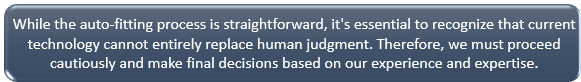 While the auto-fitting process is straightforward, it's essential to recognize that current
technology cannot entirely replace human judgment. Therefore, we must proceed
cautiously and make final decisions based on our experience and expertise.